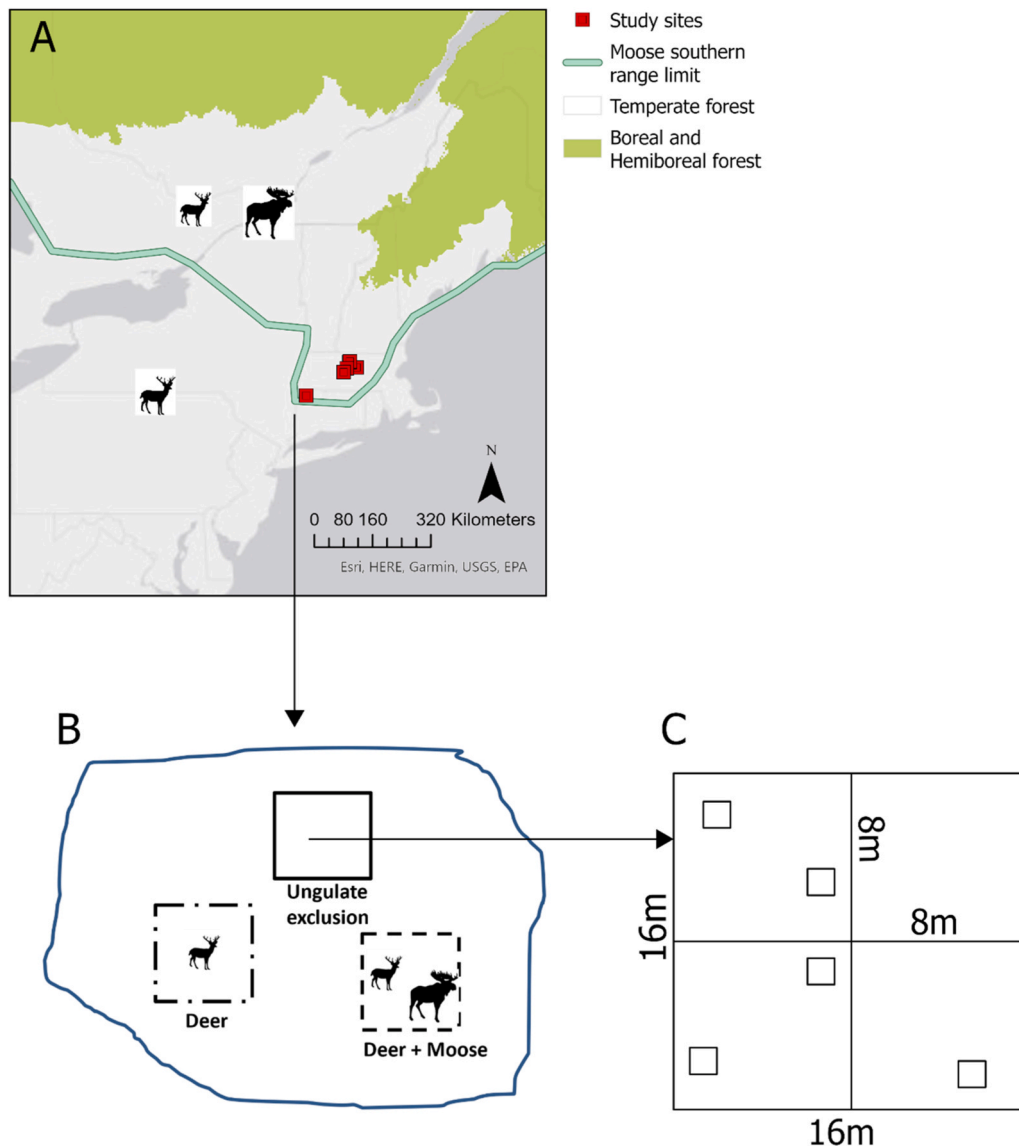 A
Study sites
Moose southern
range limit
Temperate forest
Boreal and
Hemiboreal forest
N
0 80 160 320 Kilometers
Esri, HERE, Garmin, USGS, EPA
B
Ungulate
exclusion
Deer
Deer + Moose
C
8m
8m
16m
16m